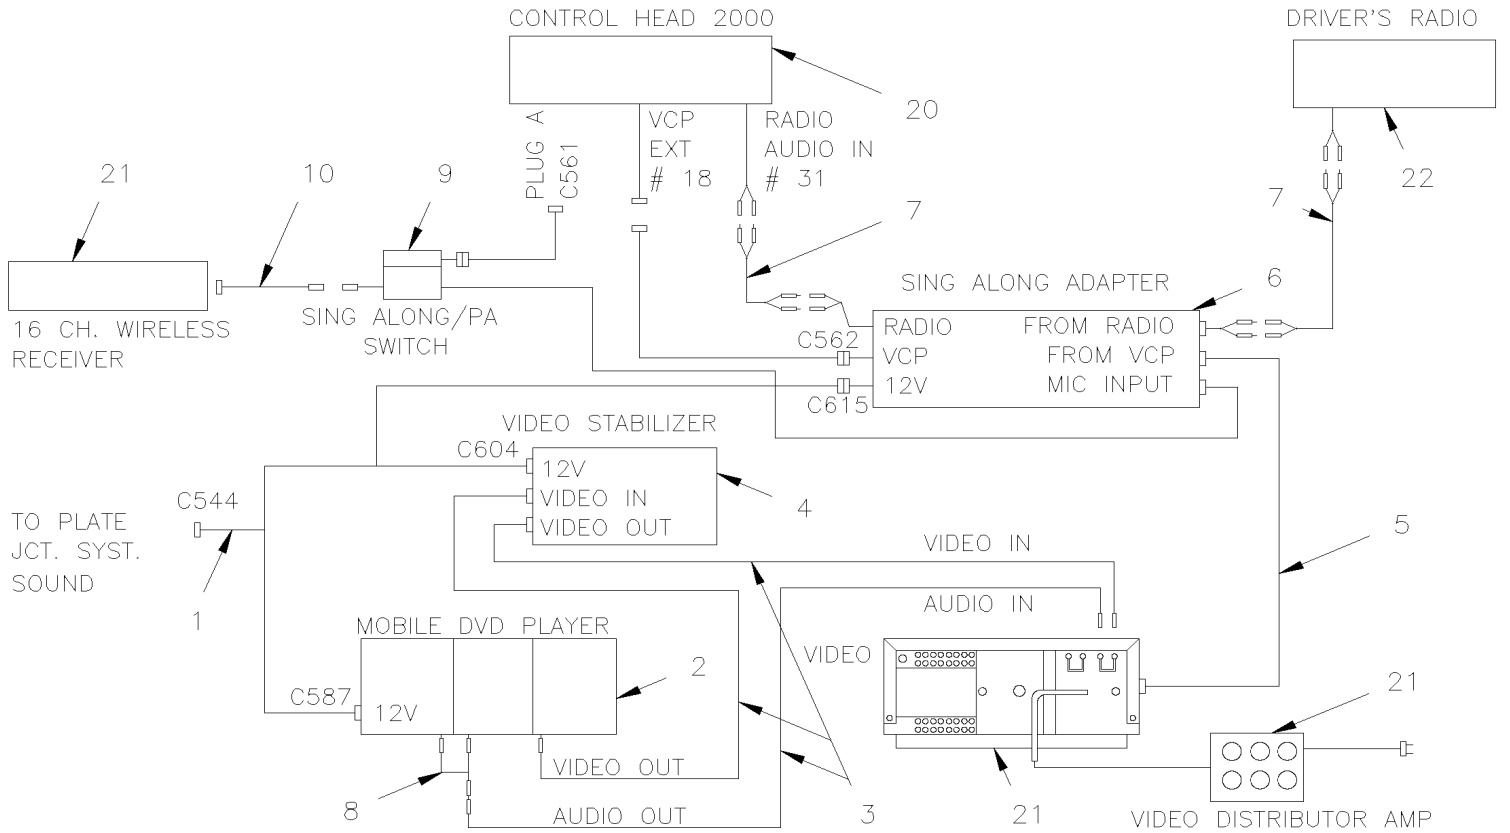 CONTROL HEAD 2000
DRIVER'S RADIO
20
22
PLUG A
C561
VCP
EXT
# 18
RADIO
AUDIO IN
# 31
21
10
9
7
7
16 CH. WIRELESS
RECEIVER
SING ALONG/PA
SWITCH
SING ALONG ADAPTER
6
RADIO
FROM RADIO
C562
VCP
FROM VCP
12V
MIC INPUT
C615
VIDEO STABILIZER
C604
12V
VIDEO IN
VIDEO OUT
4
C544
TO PLATE
JCT. SYST.
SOUND
1
VIDEO IN
5
AUDIO IN
MOBILE DVD PLAYER
VIDEO
2
C587
12V
21
VIDEO OUT
8
AUDIO OUT
3
21
VIDEO DISTRIBUTOR AMP